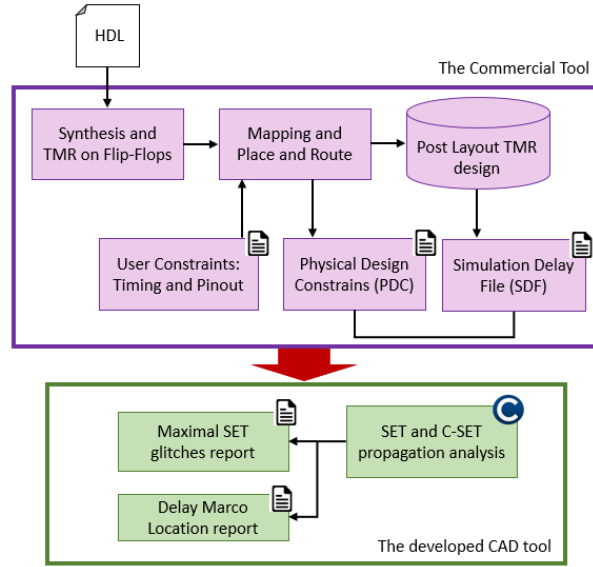 HDL
The Commercial Tool
Synthesis and
TMR on Flip-Flops
Mapping and
Place and Route
Post Layout TMR
design
User Constraints:
Timing and Pinout
Physical Design
Constrains (PDC)
Simulation Delay
File (SDF)
Maximal SET
glitches report
SET and C-SET
propagation analysis
C
Delay Marco
Location report
The developed CAD tool